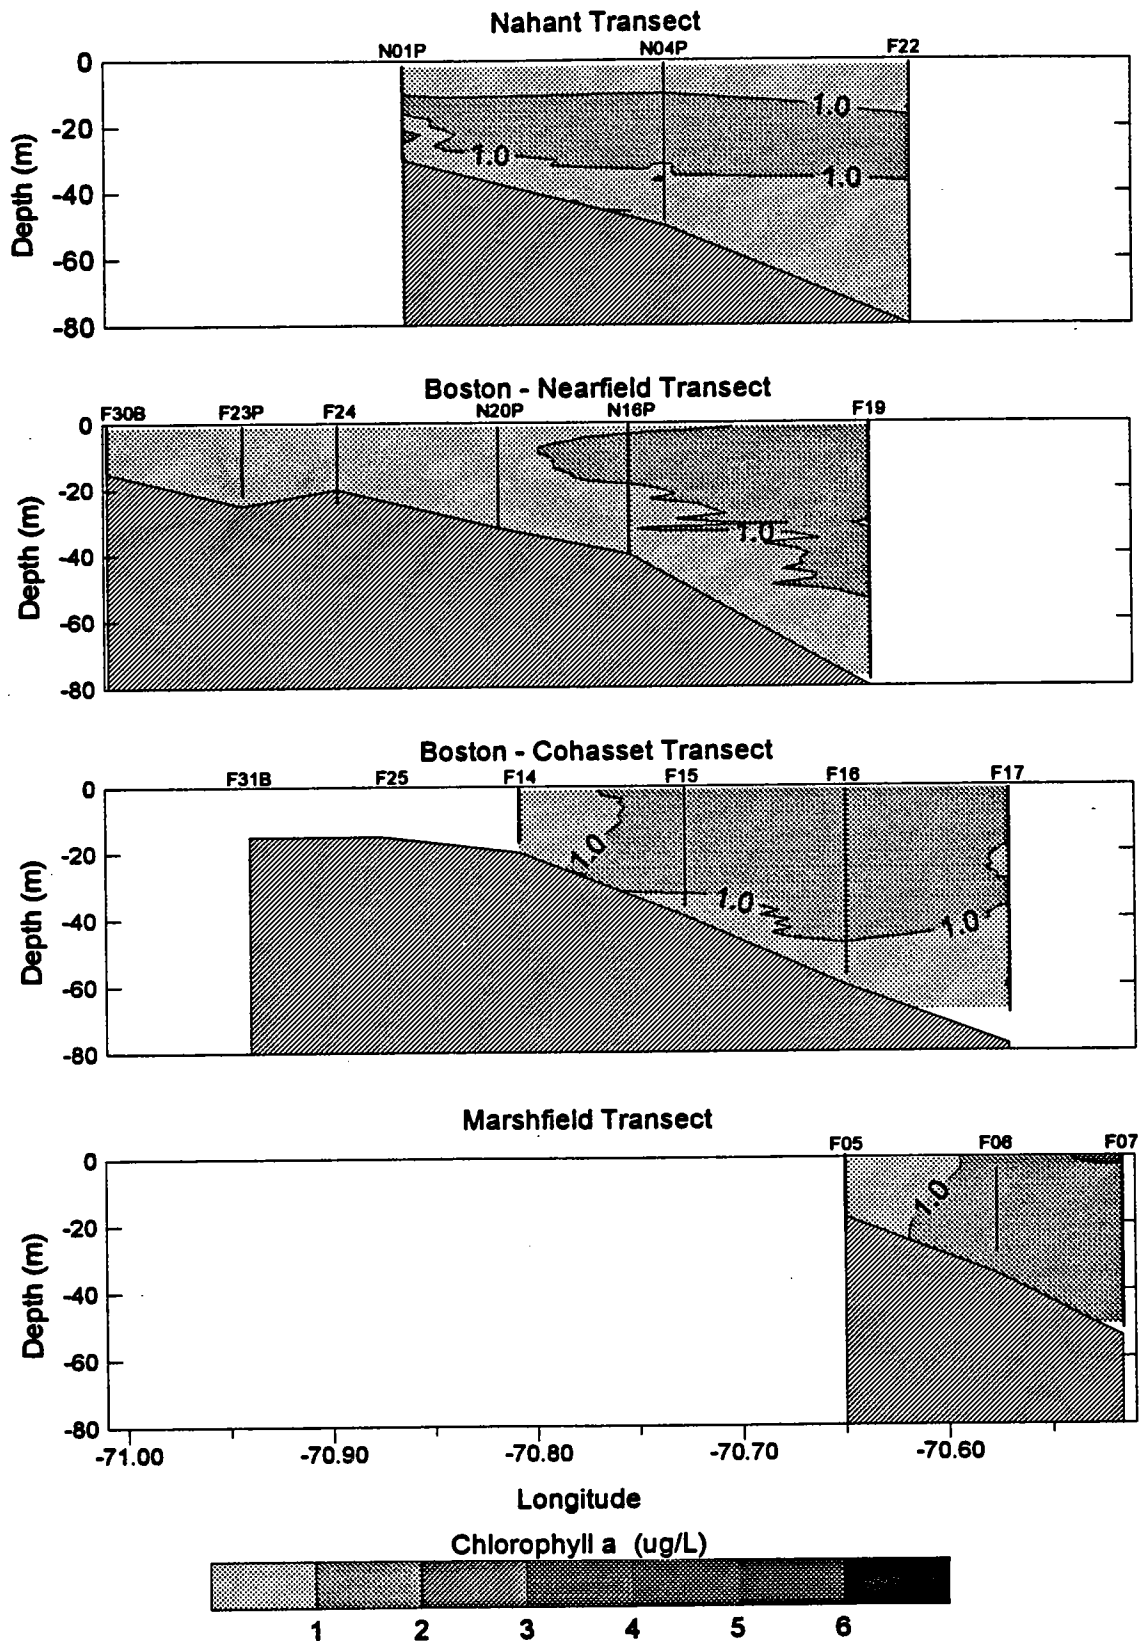 Nahant Transect
N01P N04P F22
0
-20
-40
-60
-80
Depth (m)
1.0
1.0
1.0
Boston - Nearfield Transect
F30B F23P F24 N20P N16P F19
0
-20
-40
-60
-80
Depth (m)
1.0
Boston - Cohasset Transect
F31B F25 F14 F15 F16 F17
0
-20
-40
-60
-80
Depth (m)
1.0
1.0
1.0
Marshfield Transect
F05 F06 F07
0
-20
-40
-60
-80
Depth (m)
1.0
-71.00 -70.90 -70.80 -70.70 -70.60
Longitude
Chlorophyll a (ug/L)
1 2 3 4 5 6